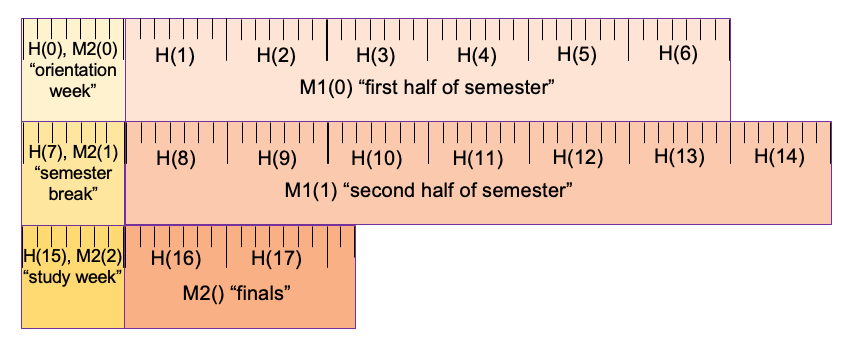 H(0), M2(0)
“orientation
week”
H(1) H(2) H(3) H(4) H(5) H(6)
M1(0) “first half of semester”
H(7), M2(1)
“semester
break”
H(8) H(9) H(10) H(11) H(12) H(13) H(14)
M1(1) “second half of semester”
H(15), M2(2)
“study week”
H(16) H(17)
M2() “finals”